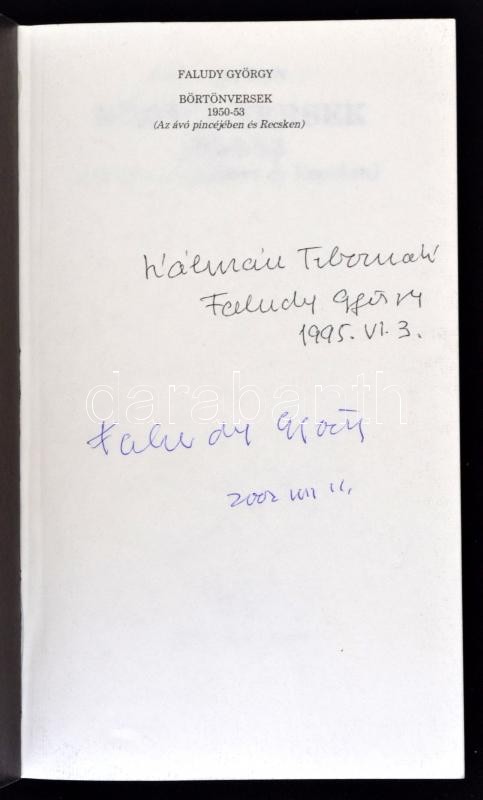 FALUDY GYÖRGY
BÖRTÖNVERSEK
1950-53
(Az ávó pincéjében és Recsken)
Kálmán Tibornak
Faludy György
1995. VI. 3.
darabanth
Faludy György
2002